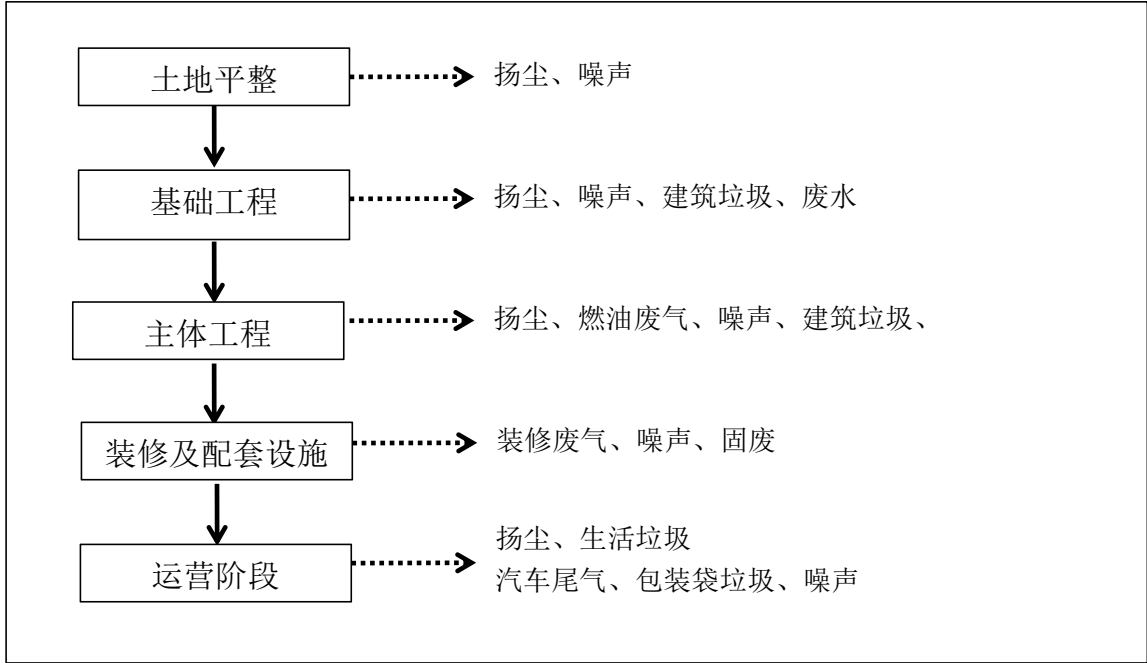 土地平整
扬尘、噪声
基础工程
扬尘、噪声、建筑垃圾、废水
主体工程
扬尘、燃油废气、噪声、建筑垃圾、
装修及配套设施
装修废气、噪声、固废
运营阶段
扬尘、生活垃圾
汽车尾气、包装袋垃圾、噪声